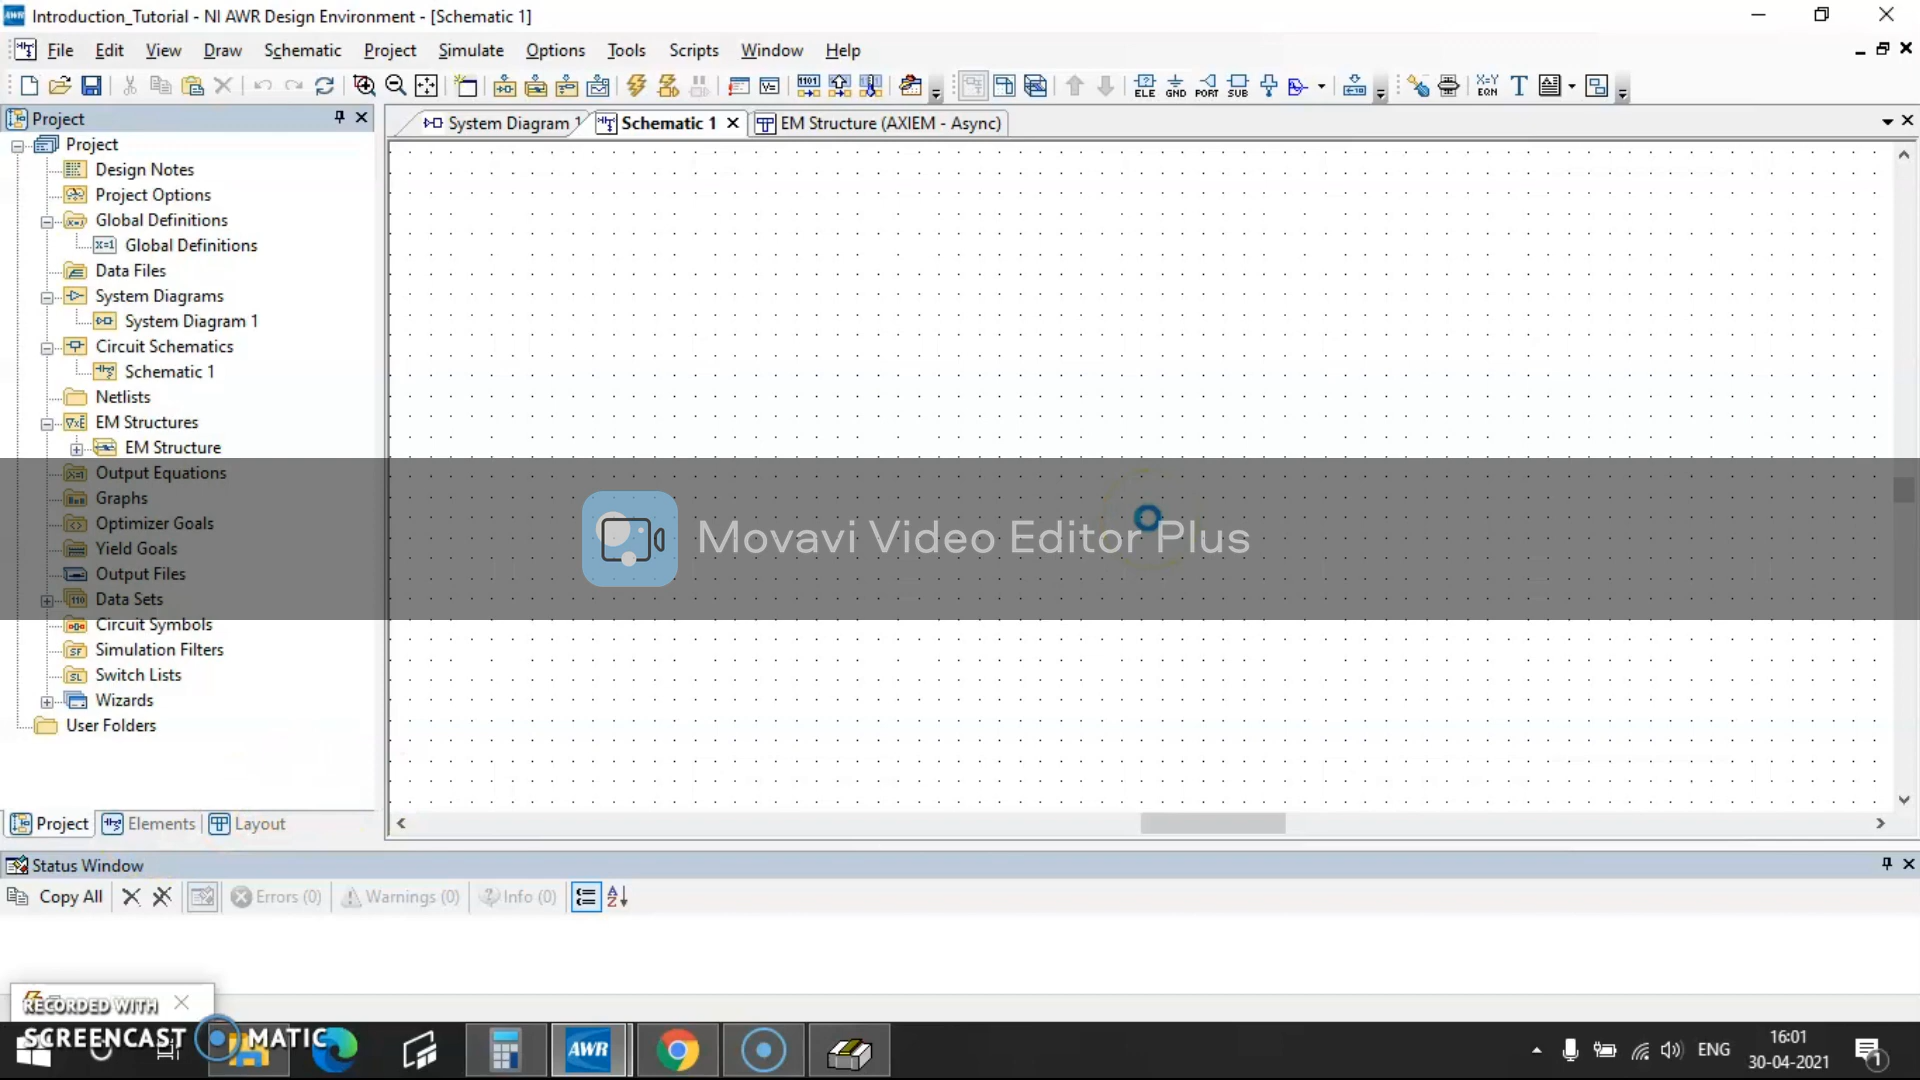 Introduction_Tutorial - NI AWR Design Environment - [Schematic 1]
File Edit View Draw Schematic Project Simulate Options Tools Scripts Window Help
ELE GND PORT SUB X=Y EQN T
Project
System Diagram 1 Schematic 1 EM Structure (AXIEM - Async)
Project
Design Notes
Project Options
Global Definitions
Global Definitions
Data Files
System Diagrams
System Diagram 1
Circuit Schematics
Schematic 1
Netlists
EM Structures
EM Structure
Output Equations
Graphs
Optimizer Goals
Yield Goals
Output Files
Data Sets
Circuit Symbols
Simulation Filters
Switch Lists
Wizards
User Folders
Movavi Video Editor Plus
Project Elements Layout
Status Window
Copy All Errors (0) Warnings (0) Info (0)
RECORDED WITH
SCREENCAST MATIC
AWR
ENG
16:01
30-04-2021
1